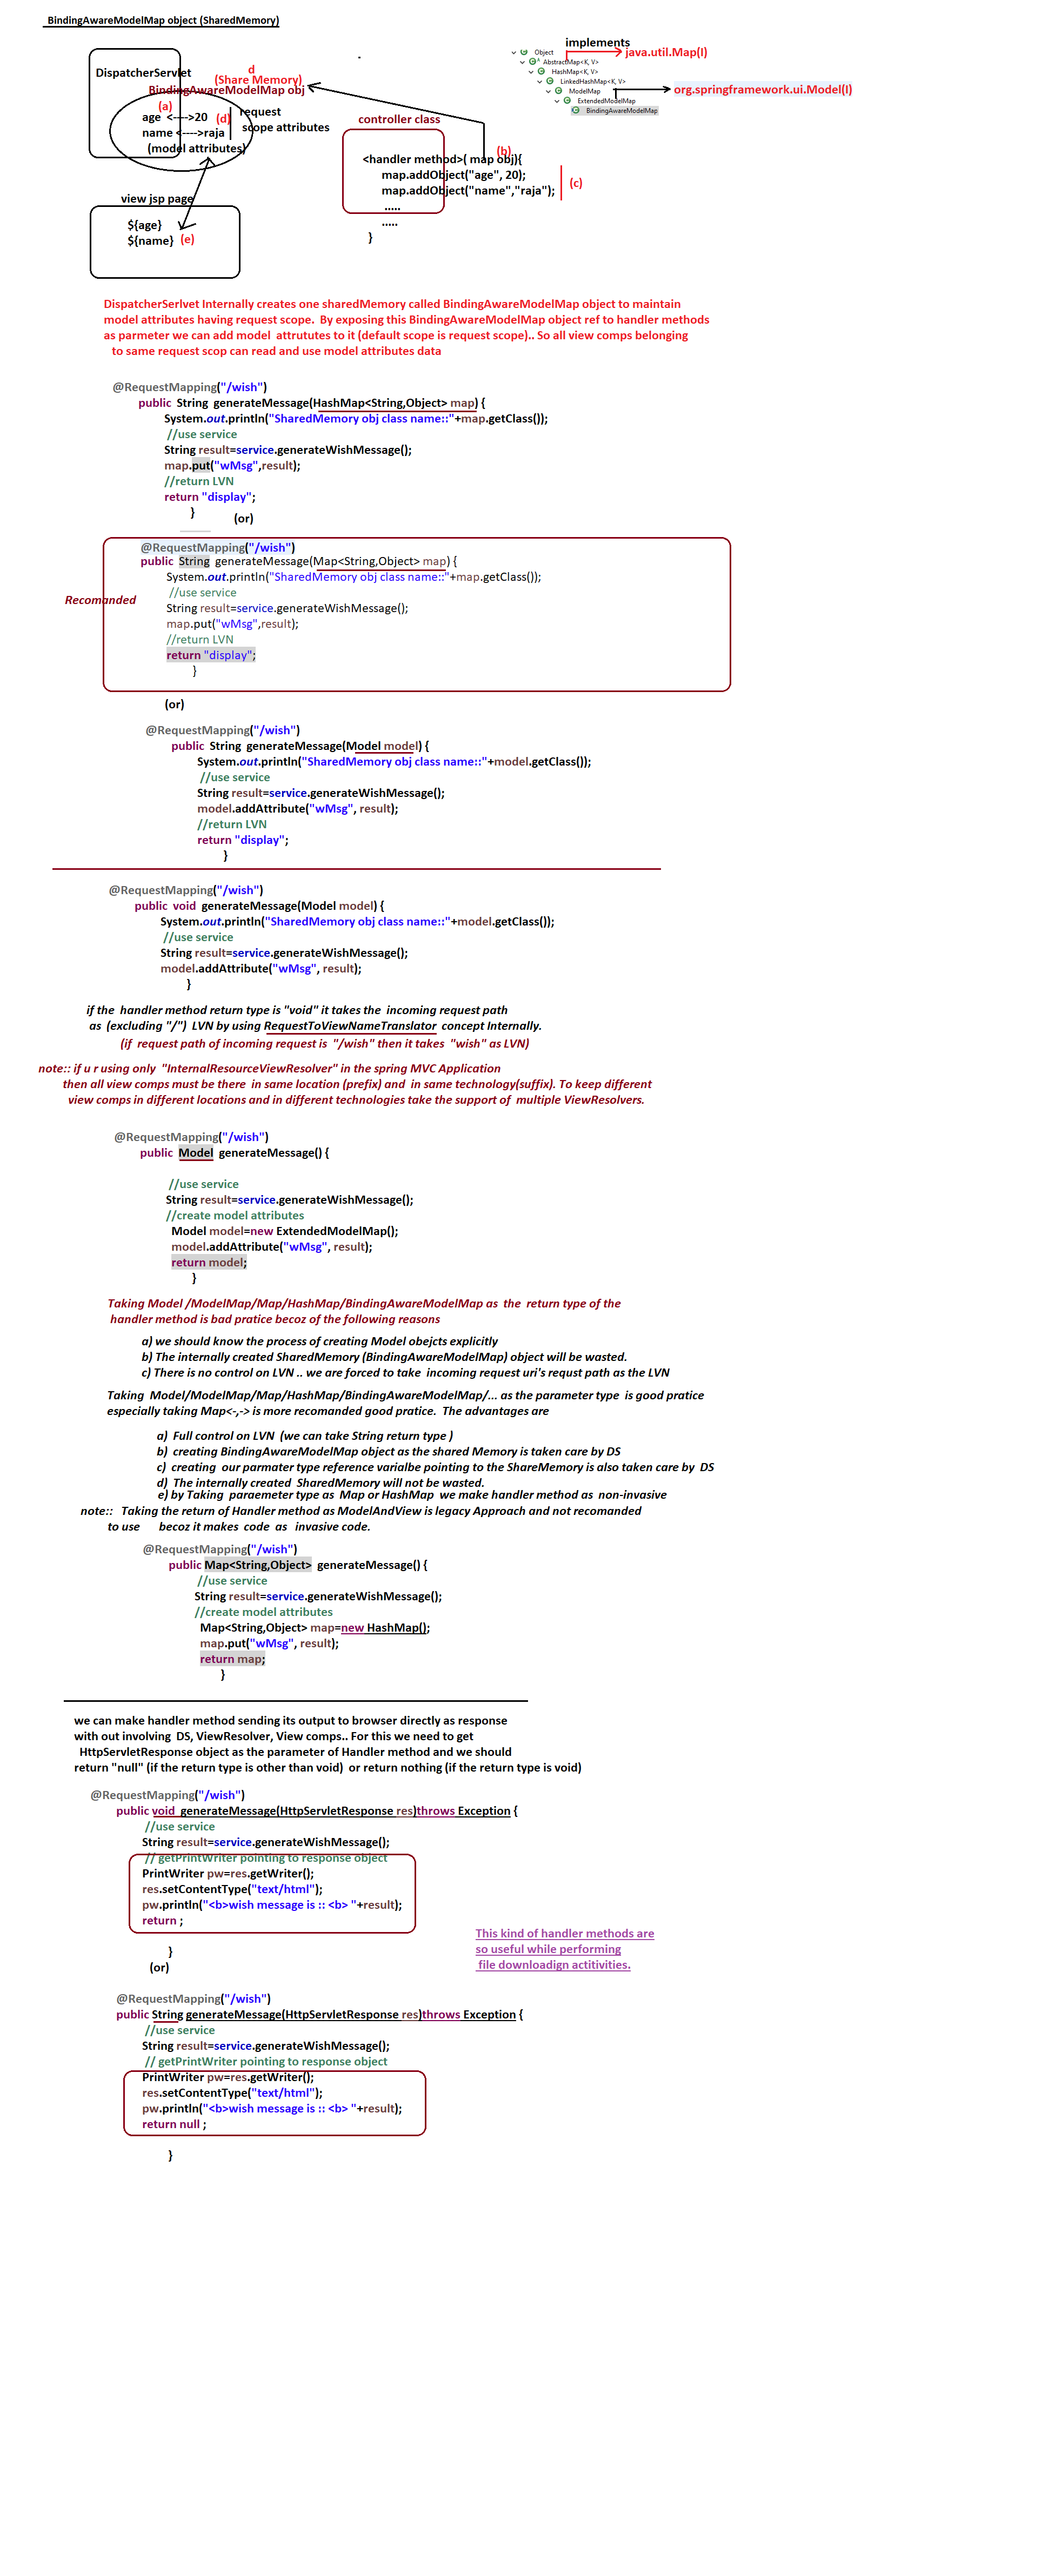 BindingAwareModelMap object (SharedMemory)
implements
Object
java.util.Map(I)
AbstractMap<K, V>
HashMap<K, V>
LinkedHashMap<K, V>
ModelMap
org.springframework.ui.Model(I)
ExtendedModelMap
BindingAwareModelMap
DispatcherServlet
d
(Share Memory)
BindingAwareModelMap obj
(a)
age <---->20
(d)
request
name <---->raja
scope attributes
(model attributes)
controller class
(b)
<handler method>( map obj){
map.addObject("age", 20);
map.addObject("name","raja");
(c)
.....
.....
}
view jsp page
${age}
${name}
(e)
DispatcherSerlvet Internally creates one sharedMemory called BindingAwareModelMap object to maintain
model attributes having request scope. By exposing this BindingAwareModelMap object ref to handler methods
as parmeter we can add model attrututes to it (default scope is request scope).. So all view comps belonging
to same request scop can read and use model attributes data
@RequestMapping("/wish")
public String generateMessage(HashMap<String,Object> map) {
System.out.println("SharedMemory obj class name::"+map.getClass());
//use service
String result=service.generateWishMessage();
map.put("wMsg",result);
//return LVN
return "display";
}
(or)
@RequestMapping("/wish")
public String generateMessage(Map<String,Object> map) {
System.out.println("SharedMemory obj class name::"+map.getClass());
//use service
Recomanded
String result=service.generateWishMessage();
map.put("wMsg",result);
//return LVN
return "display";
}
(or)
@RequestMapping("/wish")
public String generateMessage(Model model) {
System.out.println("SharedMemory obj class name::"+model.getClass());
//use service
String result=service.generateWishMessage();
model.addAttribute("wMsg", result);
//return LVN
return "display";
}
@RequestMapping("/wish")
public void generateMessage(Model model) {
System.out.println("SharedMemory obj class name::"+model.getClass());
//use service
String result=service.generateWishMessage();
model.addAttribute("wMsg", result);
}
if the handler method return type is "void" it takes the incoming request path
as (excluding "/") LVN by using RequestToViewNameTranslator concept Internally.
(if request path of incoming request is "/wish" then it takes "wish" as LVN)
note:: if u r using only "InternalResourceViewResolver" in the spring MVC Application
then all view comps must be there in same location (prefix) and in same technology(suffix). To keep different
view comps in different locations and in different technologies take the support of multiple ViewResolvers.
@RequestMapping("/wish")
public Model generateMessage() {
//use service
String result=service.generateWishMessage();
//create model attributes
Model model=new ExtendedModelMap();
model.addAttribute("wMsg", result);
return model;
}
Taking Model /ModelMap/Map/HashMap/BindingAwareModelMap as the return type of the
handler method is bad pratice becoz of the following reasons
a) we should know the process of creating Model obejcts explicitly
b) The internally created SharedMemory (BindingAwareModelMap) object will be wasted.
c) There is no control on LVN .. we are forced to take incoming request uri's requst path as the LVN
Taking Model/ModelMap/Map/HashMap/BindingAwareModelMap/... as the parameter type is good pratice
especially taking Map<-,-> is more recomanded good pratice. The advantages are
a) Full control on LVN (we can take String return type )
b) creating BindingAwareModelMap object as the shared Memory is taken care by DS
c) creating our parmater type reference varialbe pointing to the ShareMemory is also taken care by DS
d) The internally created SharedMemory will not be wasted.
e) by Taking paraemeter type as Map or HashMap we make handler method as non-invasive
note:: Taking the return of Handler method as ModelAndView is legacy Approach and not recomanded
to use becoz it makes code as invasive code.
@RequestMapping("/wish")
public Map<String,Object> generateMessage() {
//use service
String result=service.generateWishMessage();
//create model attributes
Map<String,Object> map=new HashMap();
map.put("wMsg", result);
return map;
}
we can make handler method sending its output to browser directly as response
with out involving DS, ViewResolver, View comps.. For this we need to get
HttpServletResponse object as the parameter of Handler method and we should
return "null" (if the return type is other than void) or return nothing (if the return type is void)
@RequestMapping("/wish")
public void generateMessage(HttpServletResponse res)throws Exception {
//use service
String result=service.generateWishMessage();
// getPrintWriter pointing to response object
PrintWriter pw=res.getWriter();
res.setContentType("text/html");
pw.println("<b>wish message is :: <b> "+result);
return ;
This kind of handler methods are
so useful while performing
file downloadign actitivities.
}
(or)
@RequestMapping("/wish")
public String generateMessage(HttpServletResponse res)throws Exception {
//use service
String result=service.generateWishMessage();
// getPrintWriter pointing to response object
PrintWriter pw=res.getWriter();
res.setContentType("text/html");
pw.println("<b>wish message is :: <b> "+result);
return null ;
}